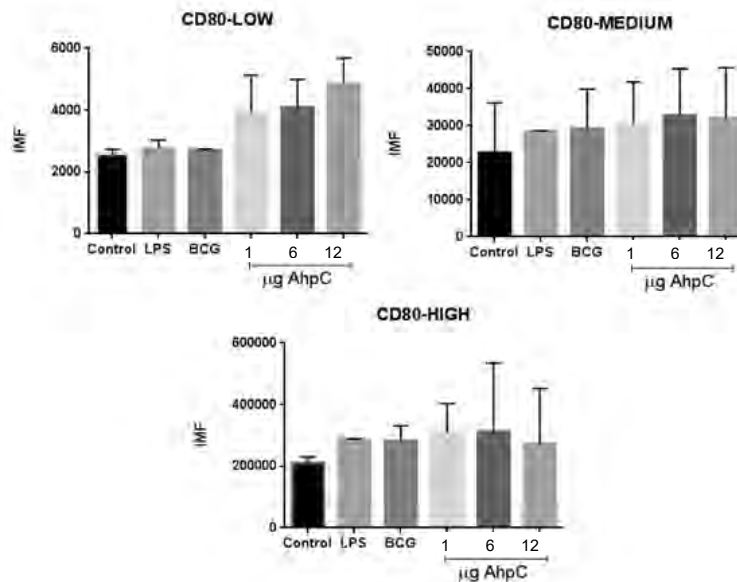 CD80-LOW
6000
4000
2000
0
IMF
Control LPS BCG 1 6 12
µg AhpC
CD80-MEDIUM
50000
40000
30000
20000
10000
0
IMF
Control LPS BCG 1 6 12
µg AhpC
CD80-HIGH
600000
400000
200000
0
IMF
Control LPS BCG 1 6 12
µg AhpC